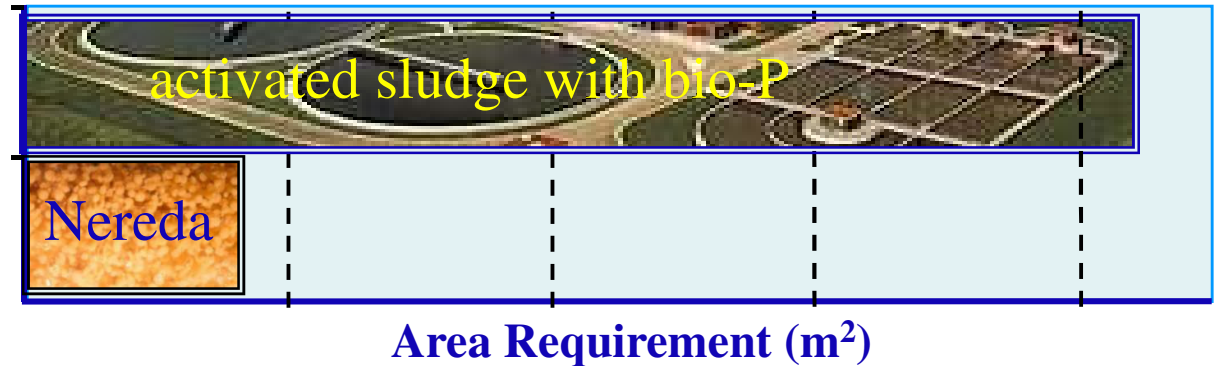 activated sludge with bio-P
Nereda
Area Requirement (m²)